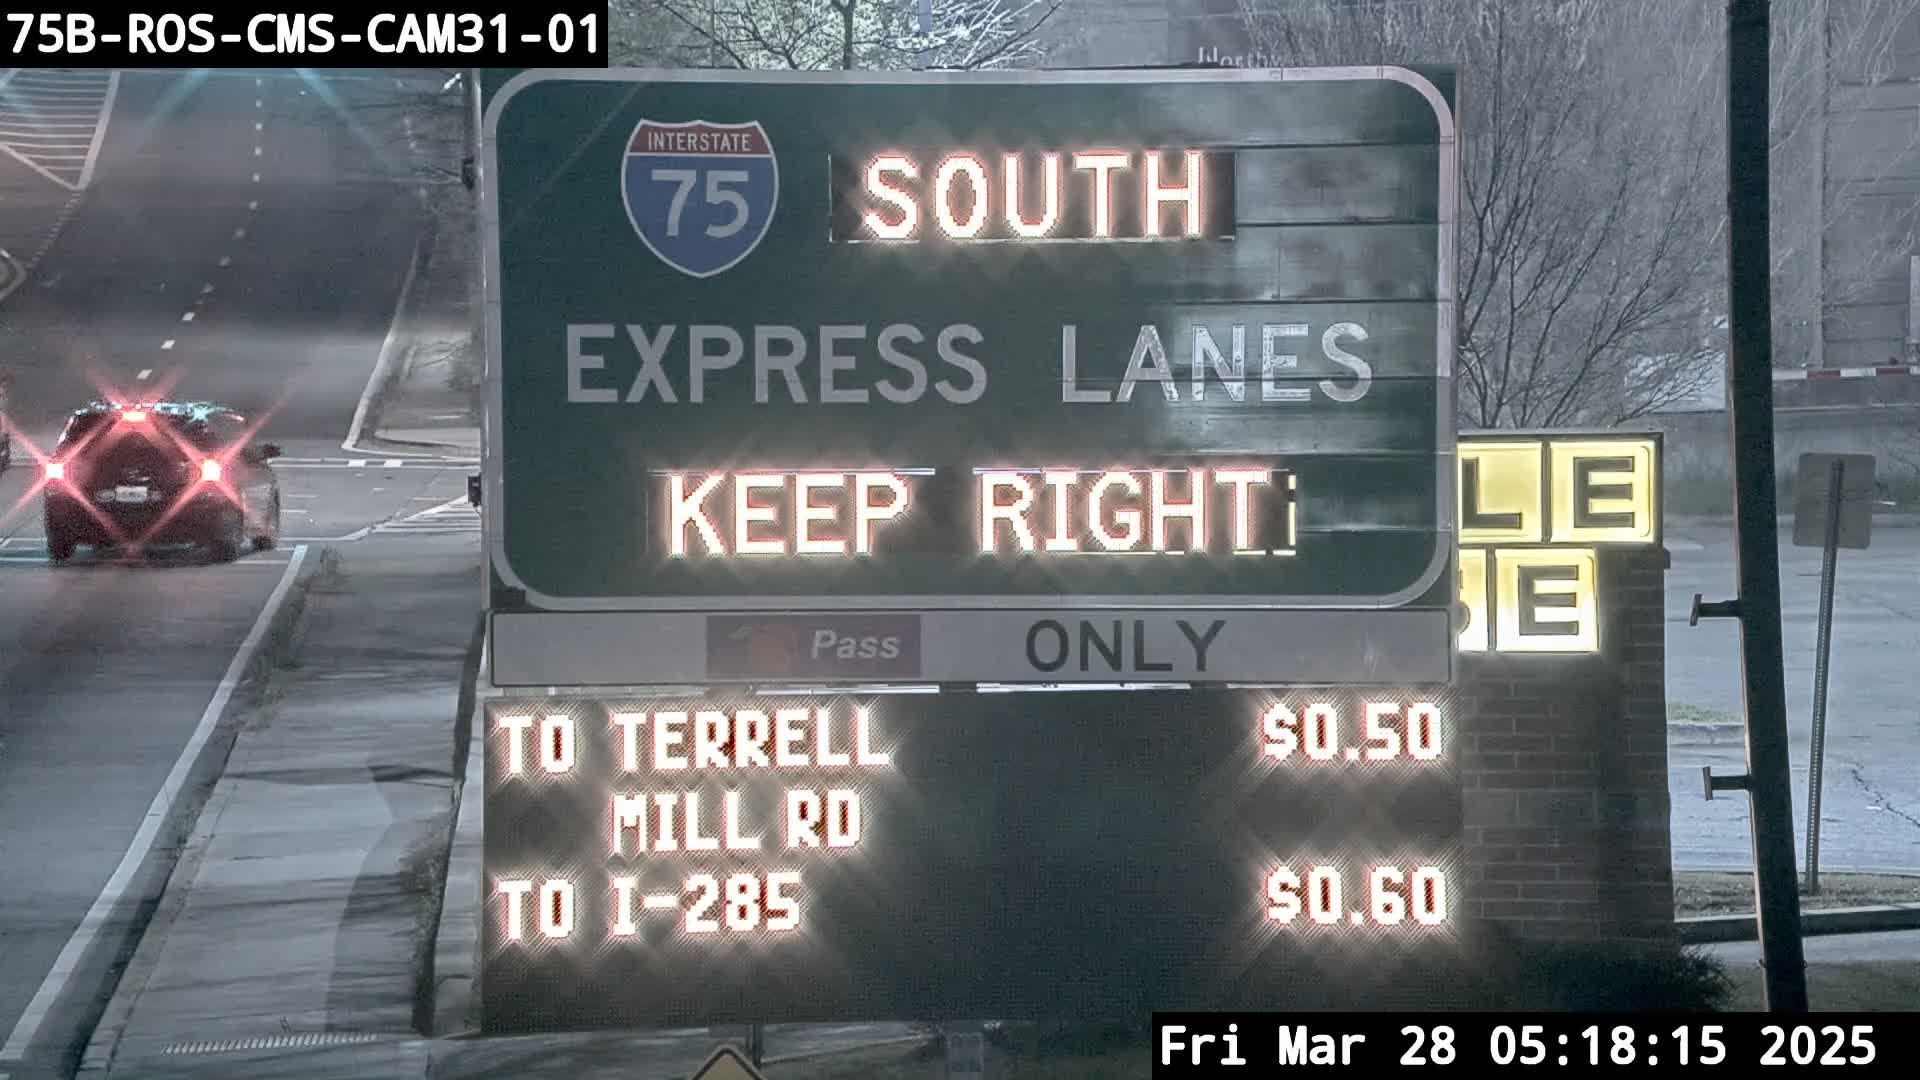 75B-ROS-CMS-CAM31-01
INTERSTATE
75
SOUTH
EXPRESS LANES
KEEP RIGHT
Pass ONLY
TO TERRELL $0.50
MILL RD
TO I-285 $0.60
LE
E
Fri Mar 28 05:18:15 2025